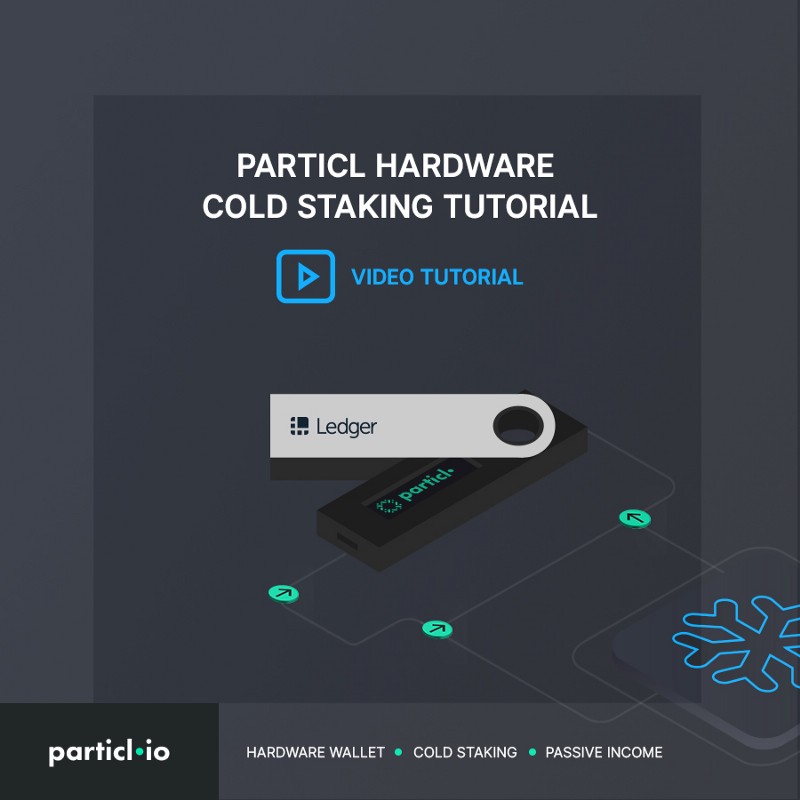 PARTICL HARDWARE
COLD STAKING TUTORIAL
VIDEO TUTORIAL
Ledger
particl
particl•io
HARDWARE WALLET • COLD STAKING • PASSIVE INCOME